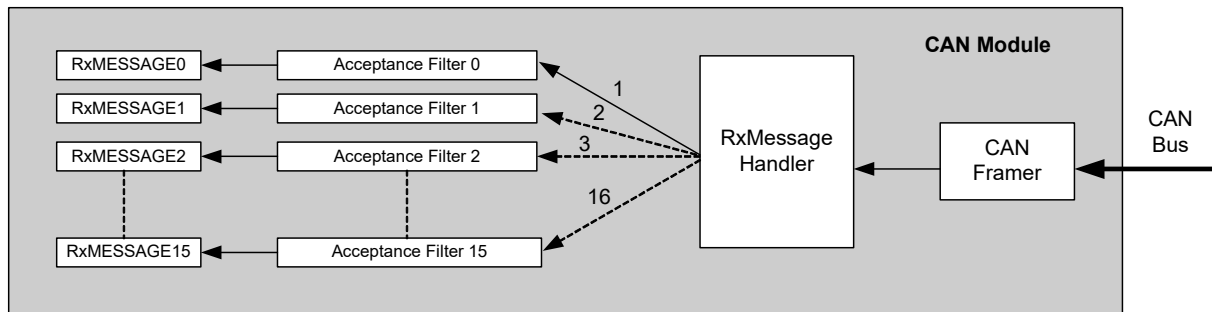 CAN Module
RxMESSAGE0
Acceptance Filter 0
1
RxMESSAGE1
Acceptance Filter 1
2
RxMESSAGE2
Acceptance Filter 2
3
RxMESSAGE15
Acceptance Filter 15
16
RxMessage
Handler
CAN
Framer
CAN
Bus